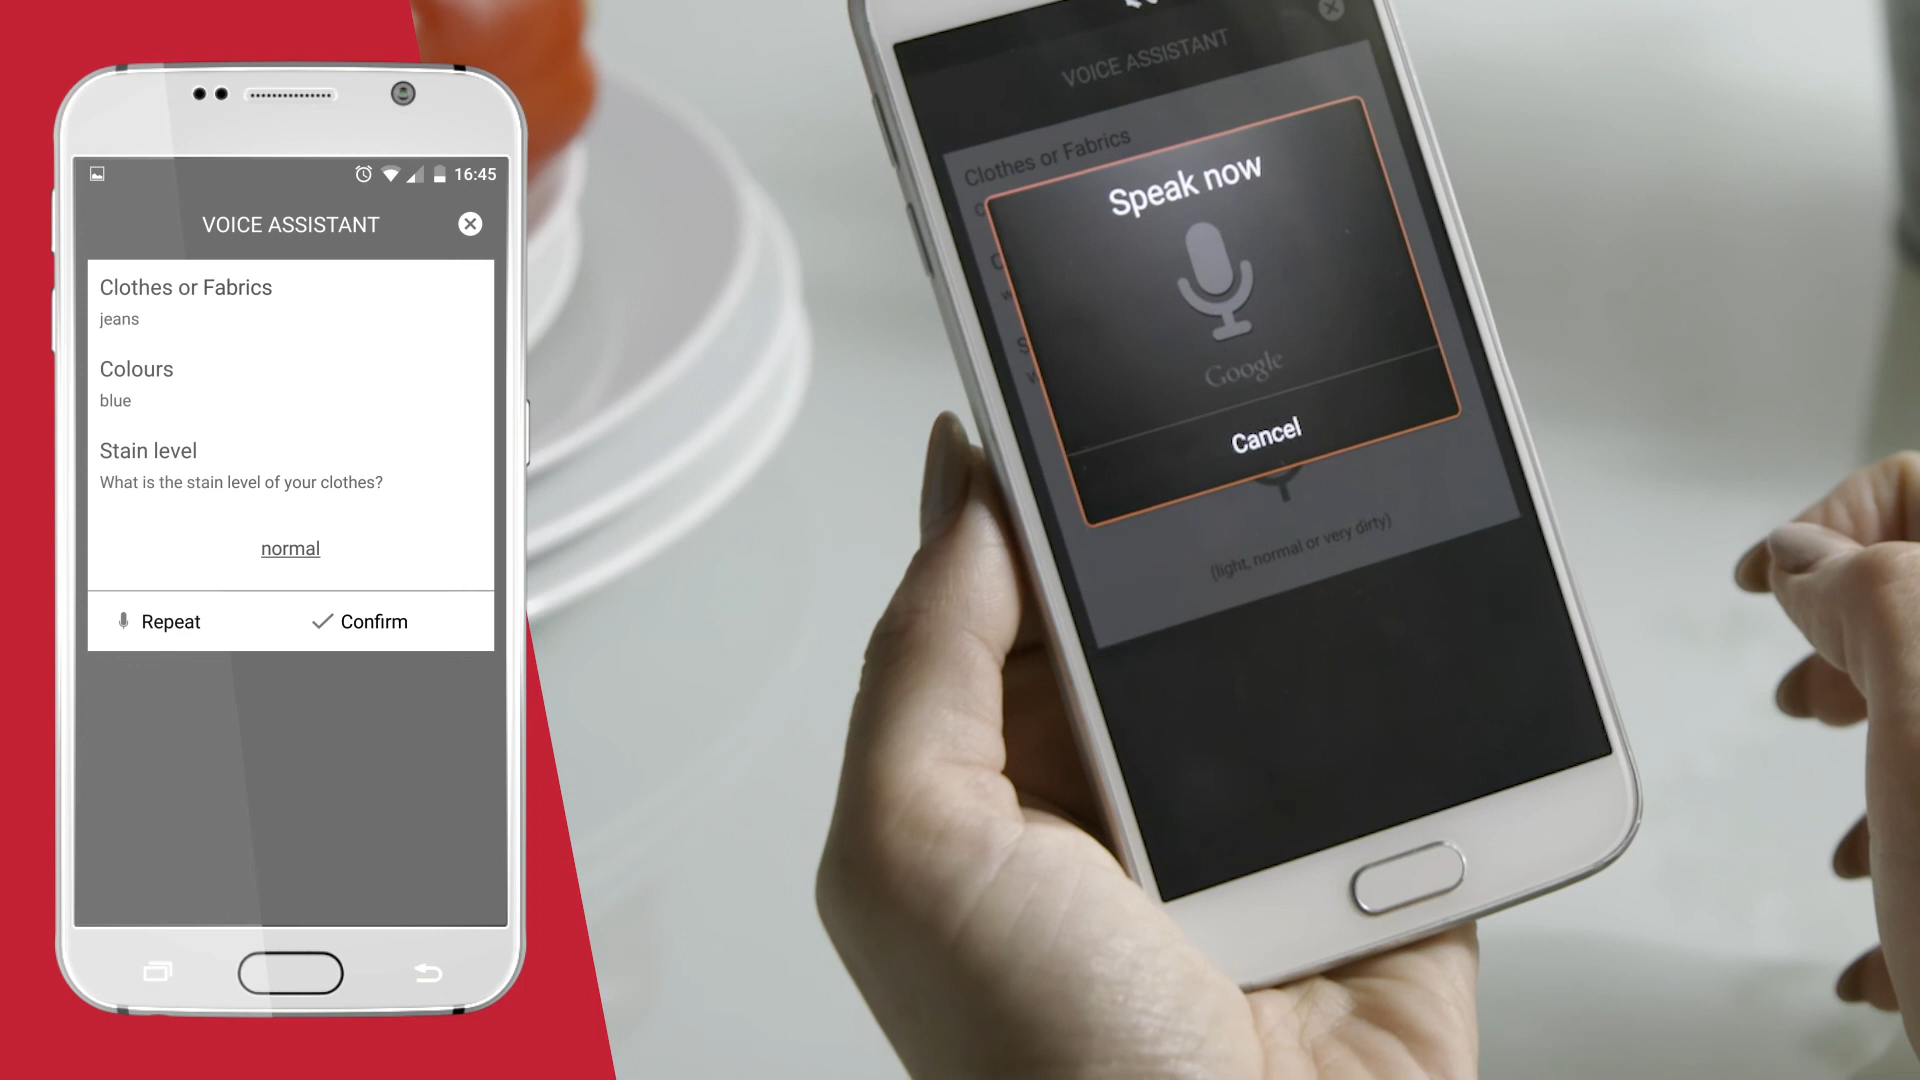 16:45
VOICE ASSISTANT
Clothes or Fabrics
jeans
Colours
blue
Stain level
What is the stain level of your clothes?
normal
Repeat
Confirm
VOICE ASSISTANT
Clothes or Fabrics
Speak now
Google
Cancel
(light, normal or very dirty)